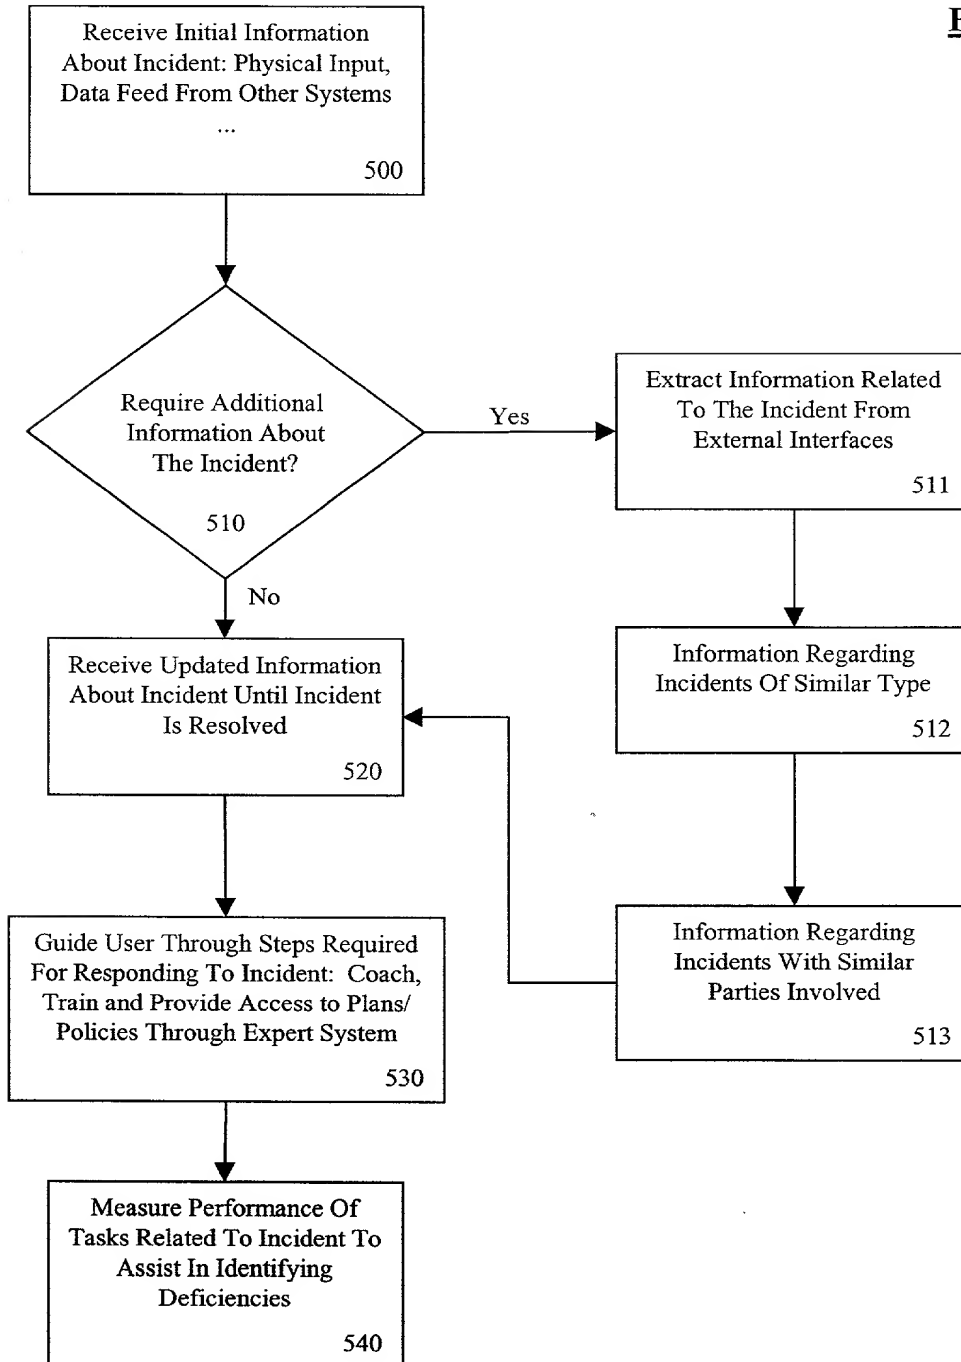 Receive Initial Information
About Incident: Physical Input,
Data Feed From Other Systems
...
500
Require Additional
Information About
The Incident?
510
Yes
No
Extract Information Related
To The Incident From
External Interfaces
511
Information Regarding
Incidents Of Similar Type
512
Information Regarding
Incidents With Similar
Parties Involved
513
Receive Updated Information
About Incident Until Incident
Is Resolved
520
Guide User Through Steps Required
For Responding To Incident: Coach,
Train and Provide Access to Plans/
Policies Through Expert System
530
Measure Performance Of
Tasks Related To Incident To
Assist In Identifying
Deficiencies
540